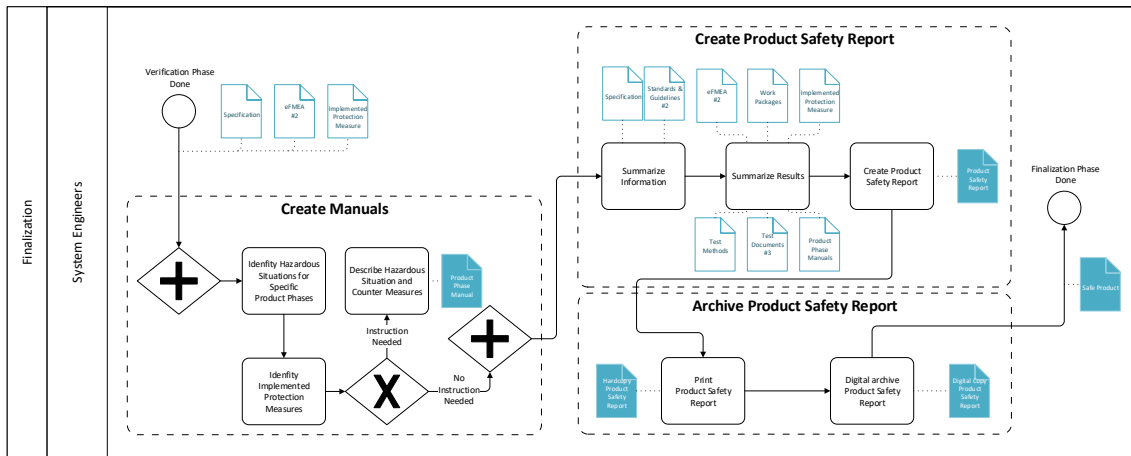 Finalization
System Engineers
Verification Phase
Done
Specification
eFMEA
#2
Implemented
Protection
Measure
Create Manuals
Idenfity Hazardous
Situations for
Specific
Product Phases
Describe Hazardous
Situation and
Counter Measures
Product
Phase
Manual
Instruction
Needed
Idenfity
Implemented
Protection
Measures
X
No
Instruction
Needed
Create Product Safety Report
Specification
Standards &
Guidelines
#2
eFMEA
#2
Work
Packages
Implemented
Protection
Measure
Summarize
Information
Summarize Results
Create Product
Safety Report
Product
Safety
Report
Test
Methods
Test
Documents
#3
Product
Phase
Manuals
Finalization Phase
Done
Safe Product
Archive Product Safety Report
Hardcopy
Product
Safety
Report
Print
Product Safety
Report
Digital archive
Product Safety
Report
Digital Copy
Product
Safety
Report